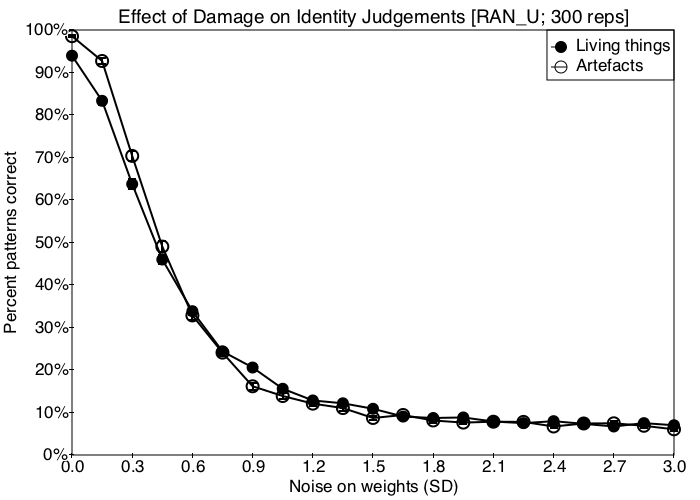 Effect of Damage on Identity Judgements [RAN_U; 300 reps]
Living things
Artefacts
Percent patterns correct
100%
90%
80%
70%
60%
50%
40%
30%
20%
10%
0%
0.0 0.3 0.6 0.9 1.2 1.5 1.8 2.1 2.4 2.7 3.0
Noise on weights (SD)